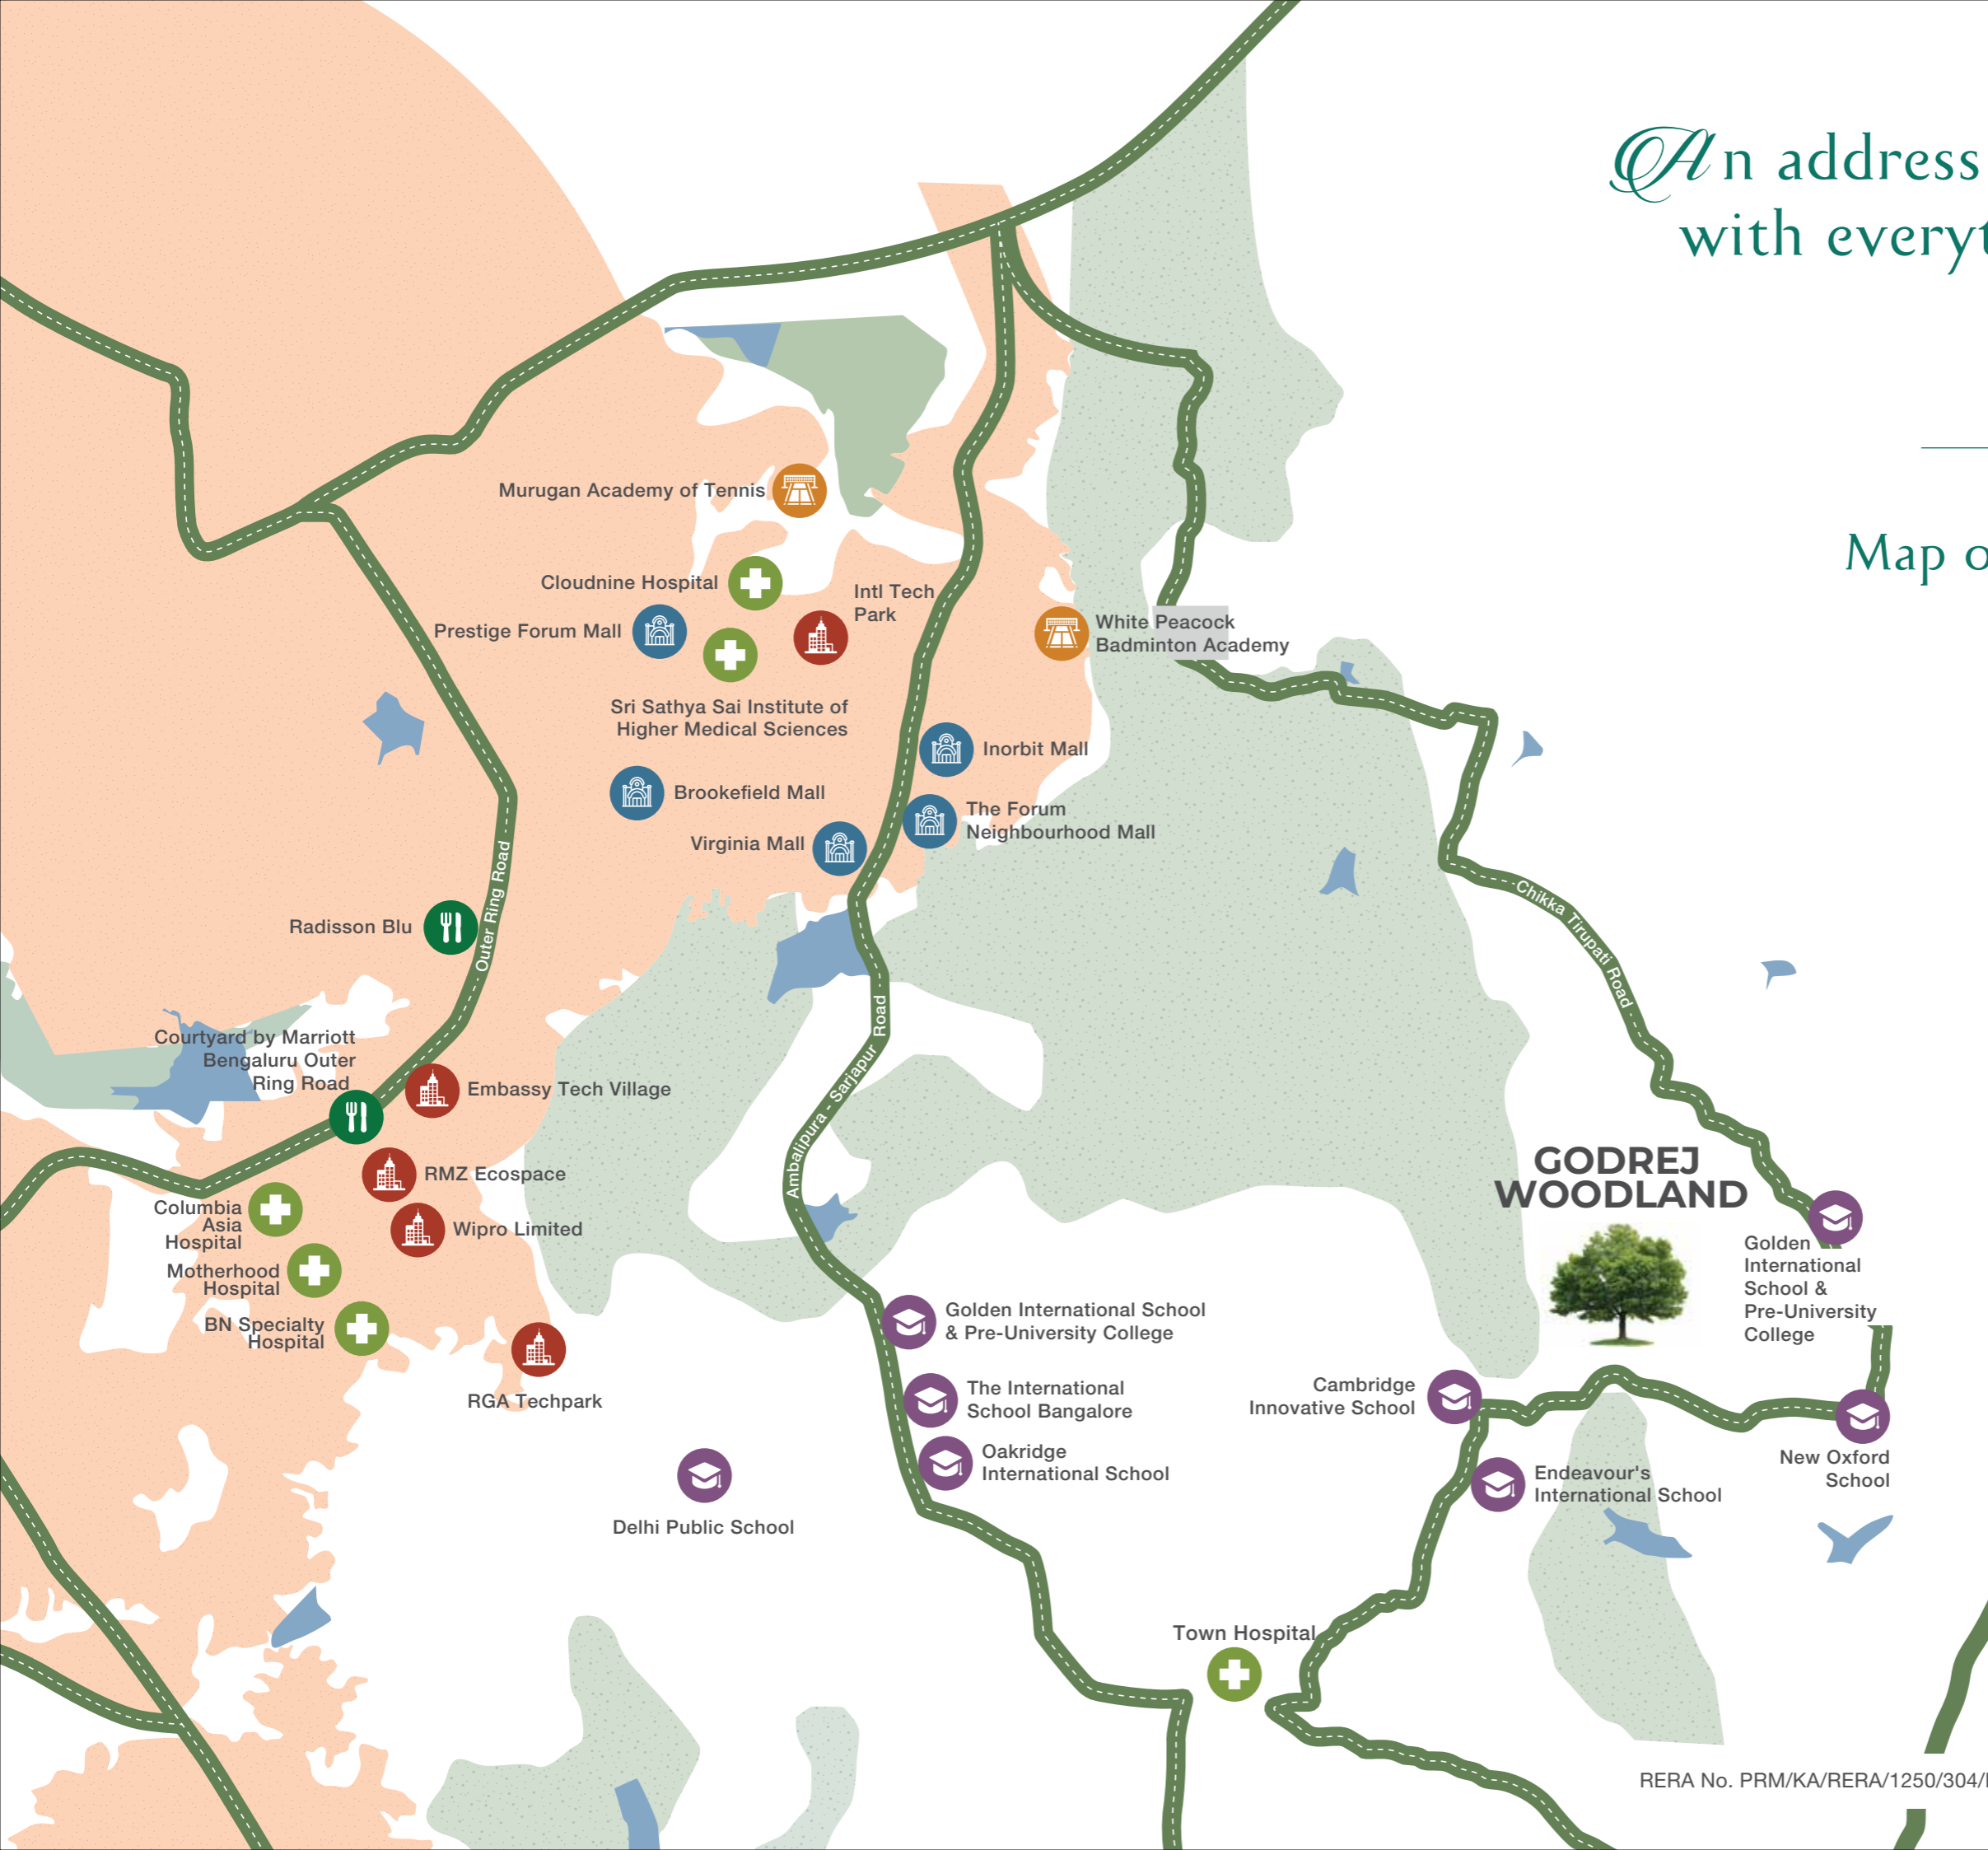 An address
with everyt
Map o
Murugan Academy of Tennis
Cloudnine Hospital
Intl Tech
Park
Prestige Forum Mall
White Peacock
Badminton Academy
Sri Sathya Sai Institute of
Higher Medical Sciences
Inorbit Mall
Brookefield Mall
The Forum
Neighbourhood Mall
Virginia Mall
Outer Ring Road
Chikka Tirupati Road
Radisson Blu
Ambalipura - Sarjapur Road
Courtyard by Marriott
Bengaluru Outer
Ring Road
Embassy Tech Village
RMZ Ecospace
GODREJ
WOODLAND
Columbia
Asia
Hospital
Wipro Limited
Golden
International
School &
Pre-University
College
Motherhood
Hospital
BN Specialty
Hospital
Golden International School
& Pre-University College
RGA Techpark
The International
School Bangalore
Cambridge
Innovative School
Oakridge
International School
New Oxford
School
Endeavour's
International School
Delhi Public School
Town Hospital
RERA No. PRM/KA/RERA/1250/304/